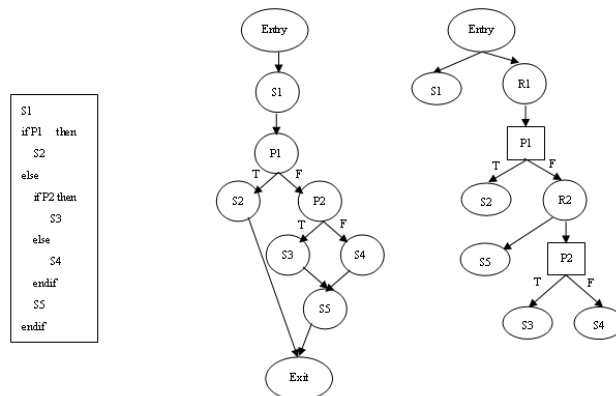 S1
if P1 then
S2
else
if P2 then
S3
else
S4
endif
S5
endif
Entry
S1
P1
T F
S2 P2
T F
S3 S4
S5
Exit
Entry
S1 R1
P1
T F
S2 R2
S5 P2
T F
S3 S4